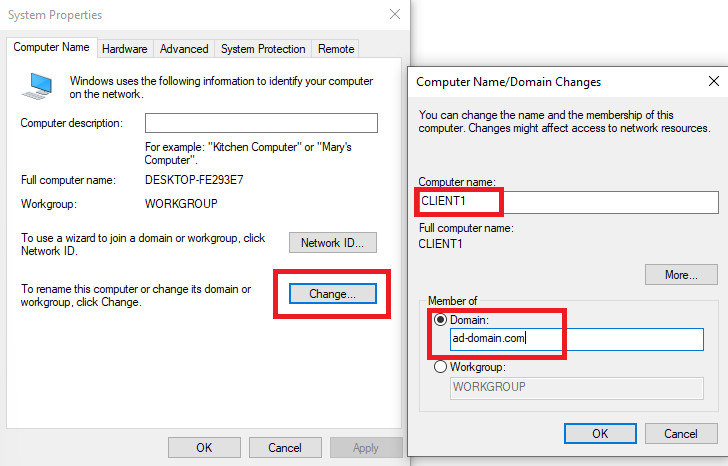 System Properties
Computer Name
Hardware
Advanced
System Protection
Remote
Windows uses the following information to identify your computer
on the network.
Computer description:
For example: "Kitchen Computer" or "Mary's
Computer".
Full computer name:
DESKTOP-FE293E7
Workgroup:
WORKGROUP
To use a wizard to join a domain or workgroup, click
Network ID.
Network ID...
To rename this computer or change its domain or
workgroup, click Change.
Change...
OK
Cancel
Apply
Computer Name/Domain Changes
You can change the name and the membership of this
computer. Changes might affect access to network resources.
Computer name:
CLIENT1
Full computer name:
CLIENT1
More...
Member of
Domain:
ad-domain.com
Workgroup:
WORKGROUP
OK
Cancel